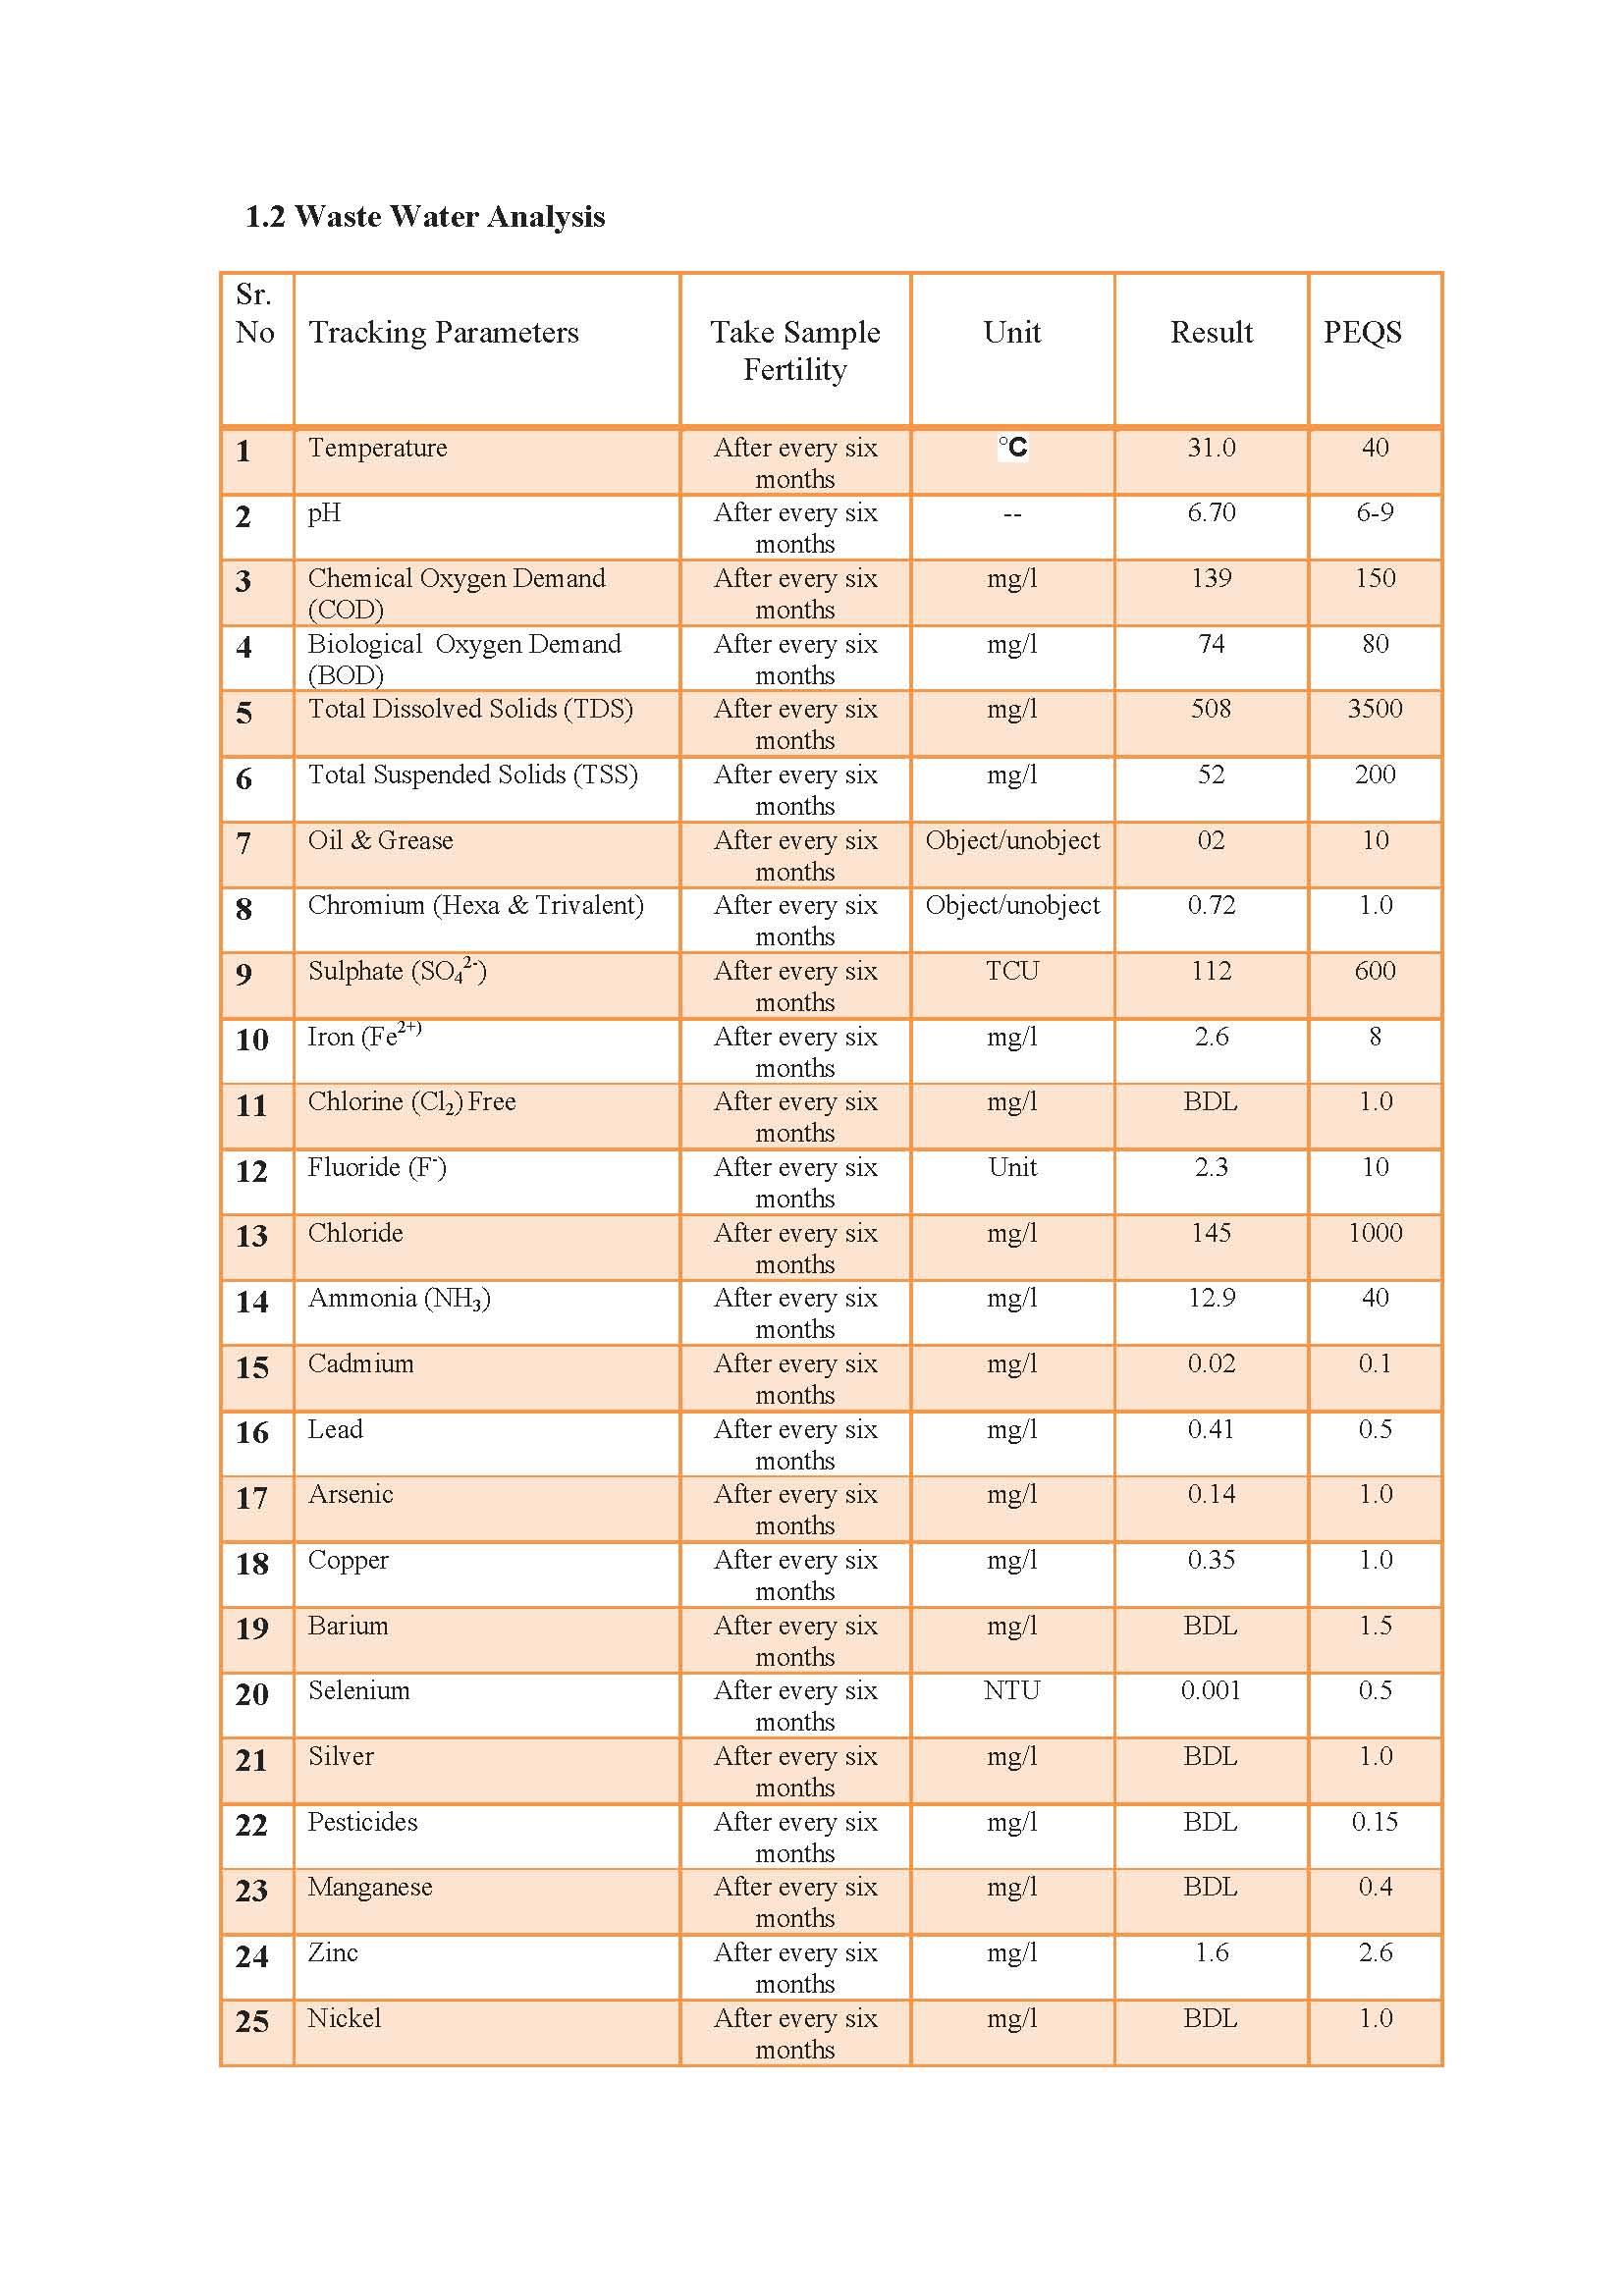 1.2 Waste Water Analysis
Sr. No Tracking Parameters Take Sample Fertility Unit Result PEQS
1 Temperature After every six months °C 31.0 40
2 pH After every six months -- 6.70 6-9
3 Chemical Oxygen Demand (COD) After every six months mg/l 139 150
4 Biological Oxygen Demand (BOD) After every six months mg/l 74 80
5 Total Dissolved Solids (TDS) After every six months mg/l 508 3500
6 Total Suspended Solids (TSS) After every six months mg/l 52 200
7 Oil & Grease After every six months Object/unobject 02 10
8 Chromium (Hexa & Trivalent) After every six months Object/unobject 0.72 1.0
9 Sulphate (SO₄²⁻) After every six months TCU 112 600
10 Iron (Fe²⁺⁾ After every six months mg/l 2.6 8
11 Chlorine (Cl₂) Free After every six months mg/l BDL 1.0
12 Fluoride (F⁻) After every six months Unit 2.3 10
13 Chloride After every six months mg/l 145 1000
14 Ammonia (NH₃) After every six months mg/l 12.9 40
15 Cadmium After every six months mg/l 0.02 0.1
16 Lead After every six months mg/l 0.41 0.5
17 Arsenic After every six months mg/l 0.14 1.0
18 Copper After every six months mg/l 0.35 1.0
19 Barium After every six months mg/l BDL 1.5
20 Selenium After every six months NTU 0.001 0.5
21 Silver After every six months mg/l BDL 1.0
22 Pesticides After every six months mg/l BDL 0.15
23 Manganese After every six months mg/l BDL 0.4
24 Zinc After every six months mg/l 1.6 2.6
25 Nickel After every six months mg/l BDL 1.0